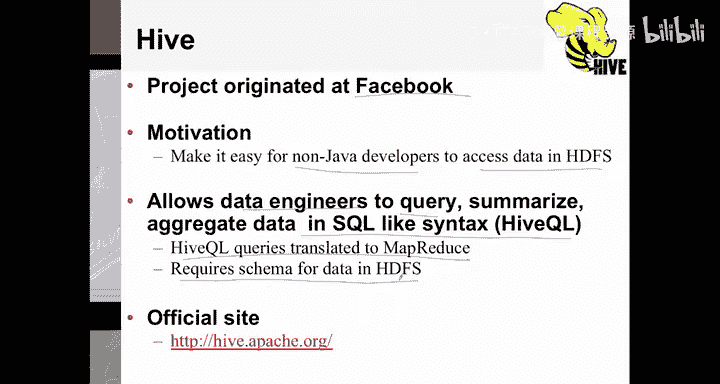 Hive
bilibili
HIVE
• Project originated at Facebook
• Motivation
– Make it easy for non-Java developers to access data in HDFS
• Allows data engineers to query, summarize,
aggregate data in SQL like syntax (HiveQL)
– HiveQL queries translated to MapReduce
– Requires schema for data in HDFS
• Official site
– http://hive.apache.org/